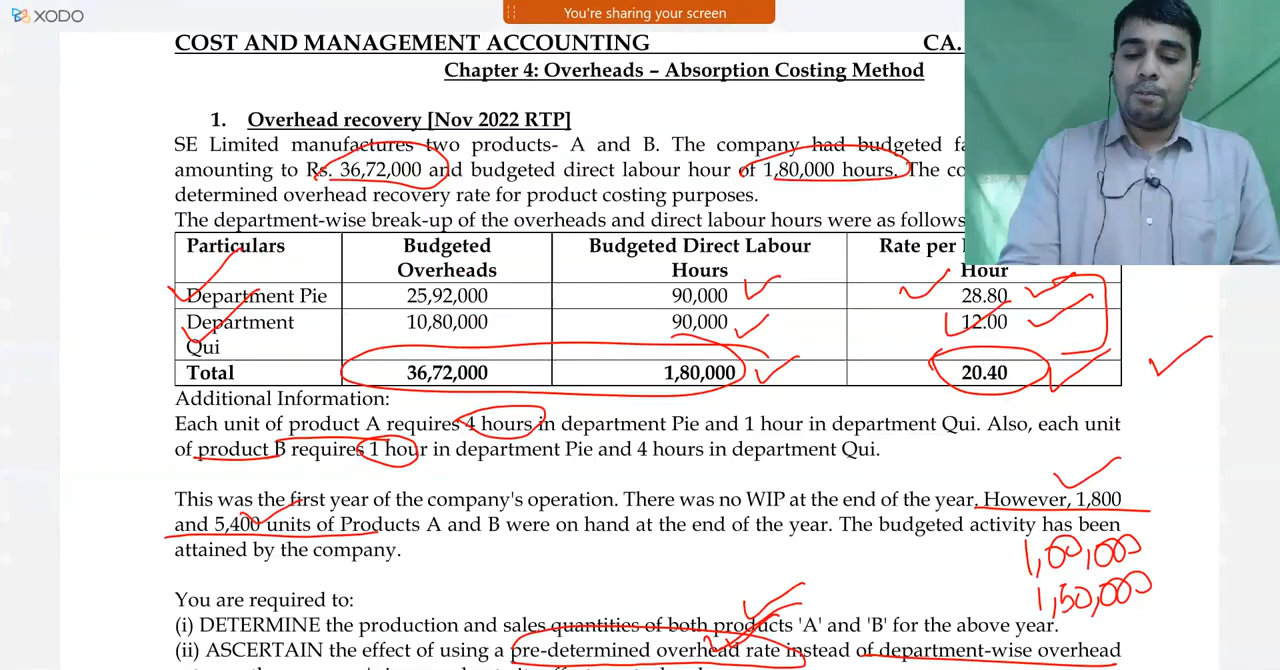 XODO
You're sharing your screen
COST AND MANAGEMENT ACCOUNTING CA.
Chapter 4: Overheads – Absorption Costing Method
1. Overhead recovery [Nov 2022 RTP]
SE Limited manufactures two products- A and B. The company had budgeted
amounting to Rs. 36,72,000 and budgeted direct labour hour of 1,80,000 hours. The
determined overhead recovery rate for product costing purposes.
The department-wise break-up of the overheads and direct labour hours were as follows
Particulars Budgeted Overheads Budgeted Direct Labour Hours Rate per Hour
Department Pie 25,92,000 90,000 28.80
Department Qui 10,80,000 90,000 12.00
Total 36,72,000 1,80,000 20.40
Additional Information:
Each unit of product A requires 4 hours in department Pie and 1 hour in department Qui. Also, each unit
of product B requires 1 hour in department Pie and 4 hours in department Qui.
This was the first year of the company's operation. There was no WIP at the end of the year. However, 1,800
and 5,400 units of Products A and B were on hand at the end of the year. The budgeted activity has been
attained by the company.
1,00,000
1,50,000
You are required to:
(i) DETERMINE the production and sales quantities of both products 'A' and 'B' for the above year.
(ii) ASCERTAIN the effect of using a pre-determined overhead rate instead of department-wise overhead